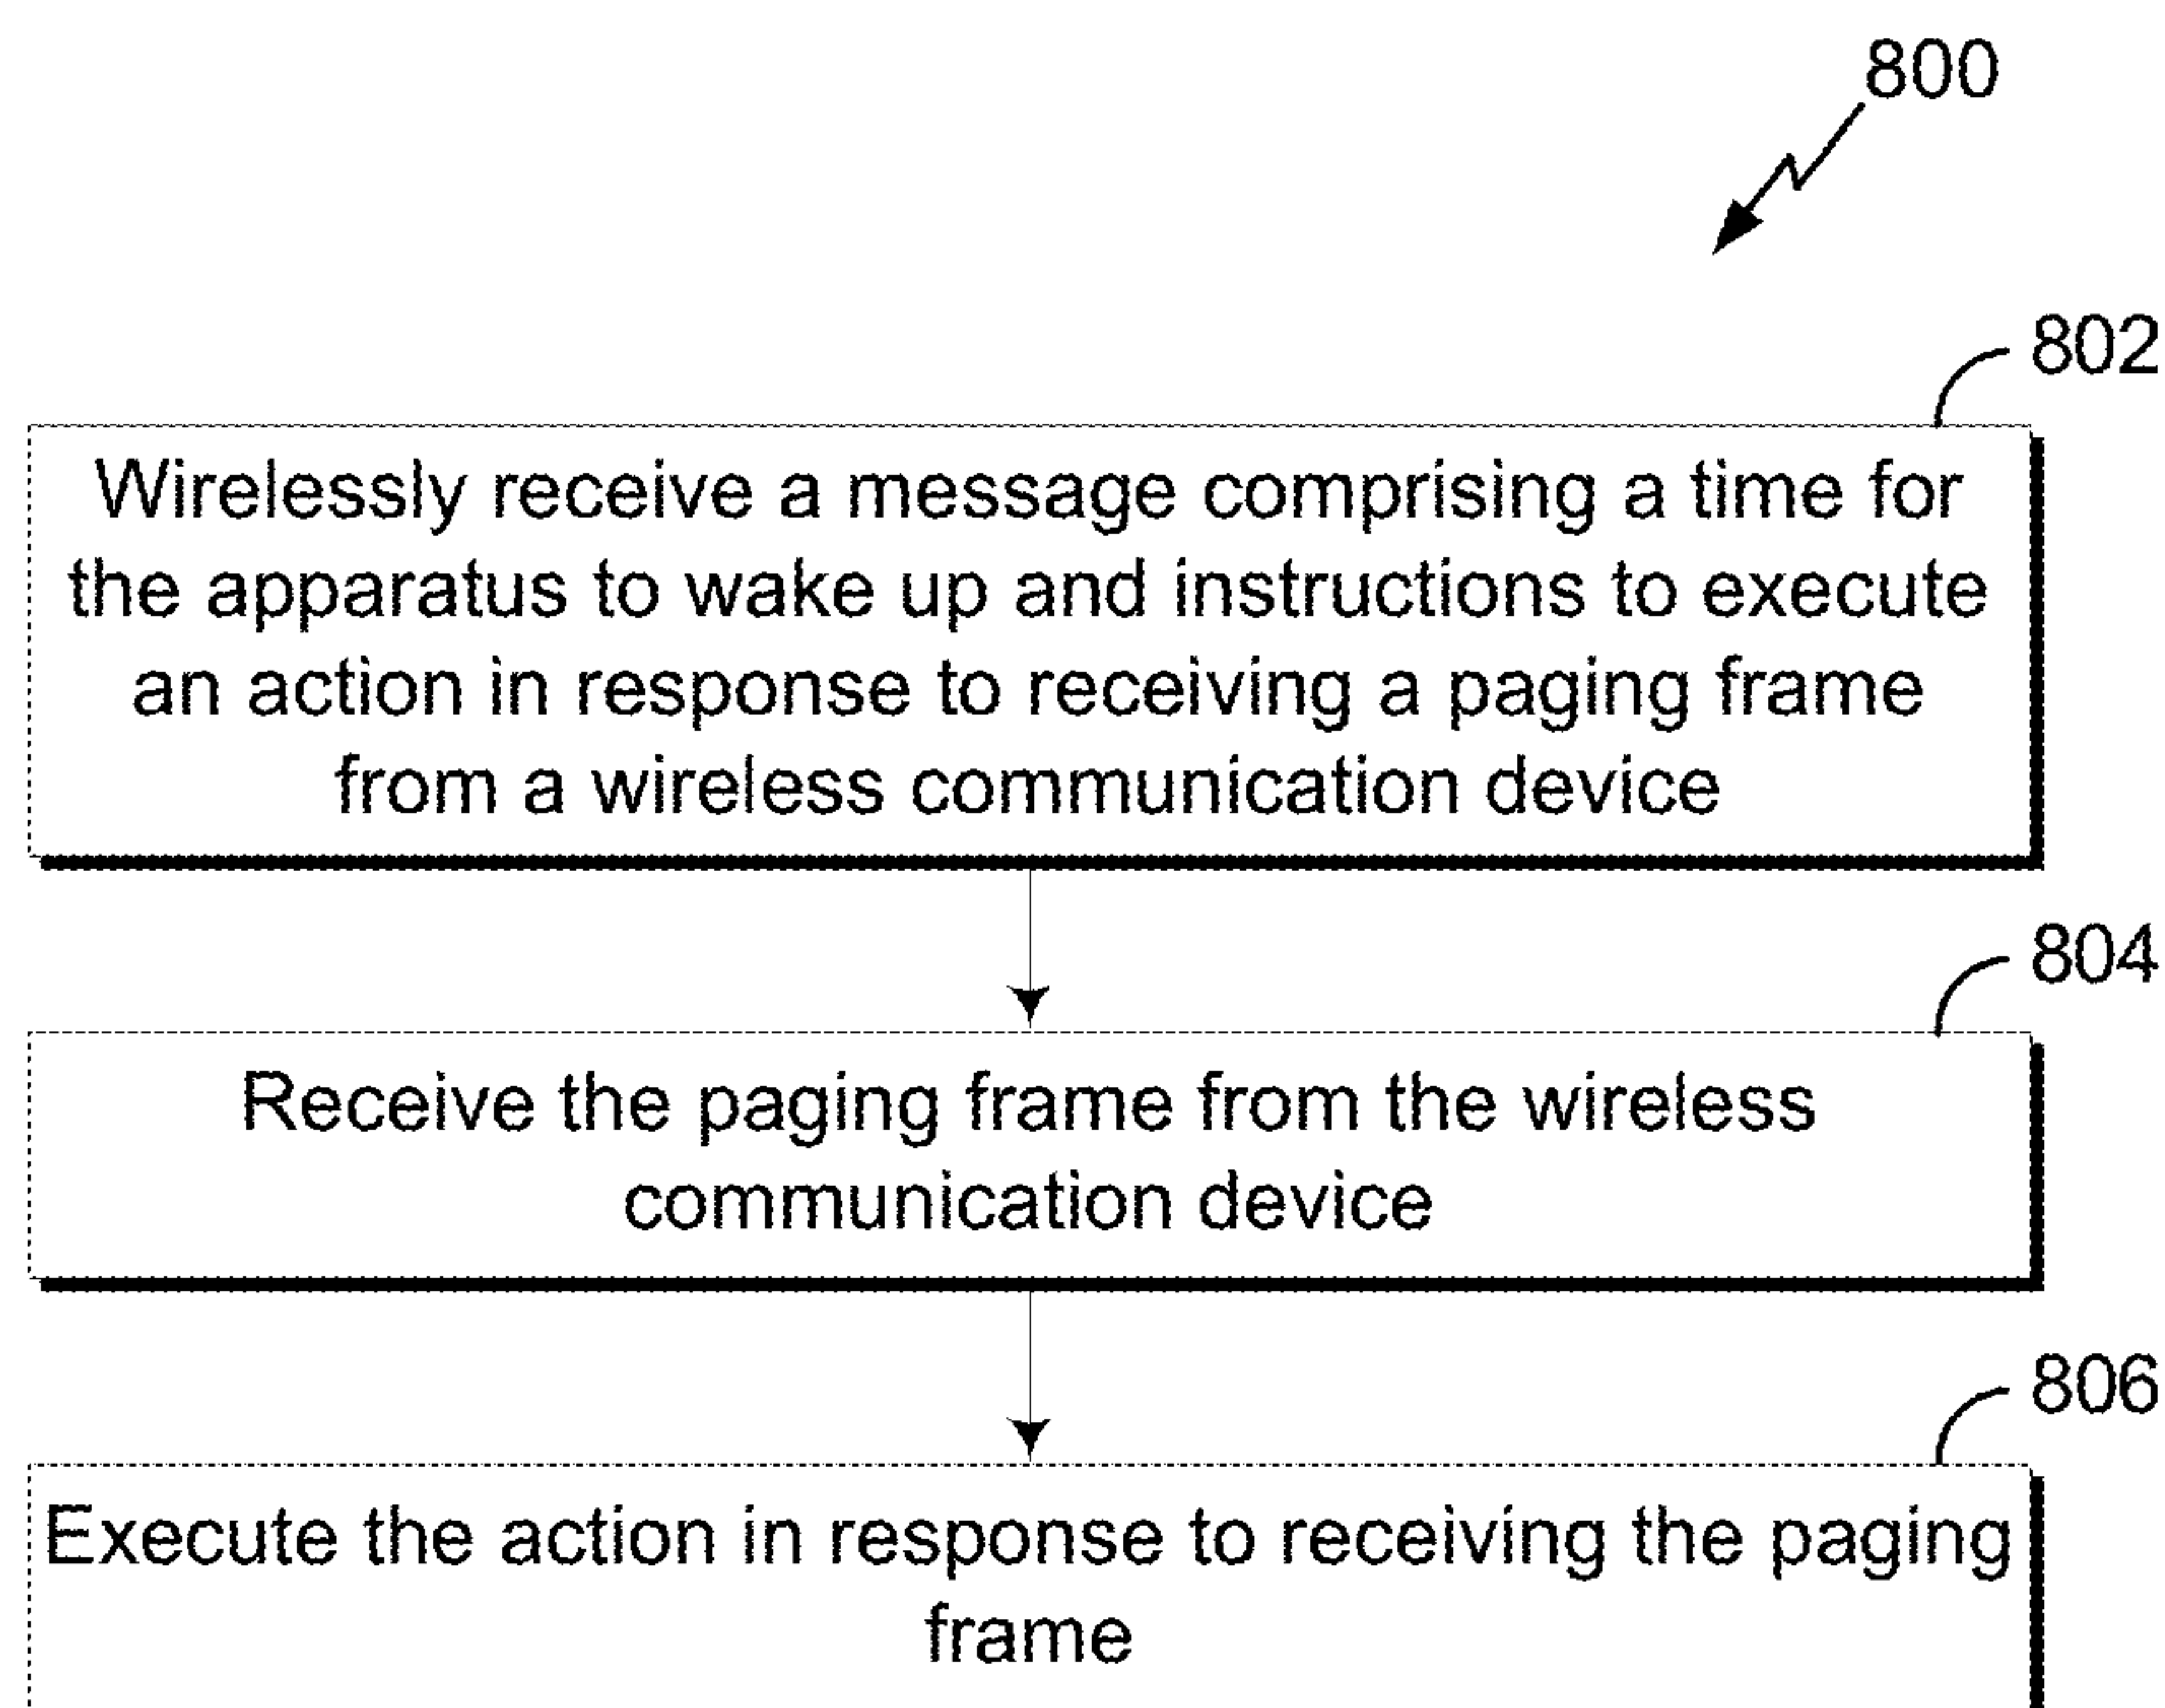 800
802
Wirelessly receive a message comprising a time for
the apparatus to wake up and instructions to execute
an action in response to receiving a paging frame
from a wireless communication device
804
Receive the paging frame from the wireless
communication device
806
Execute the action in response to receiving the paging
frame